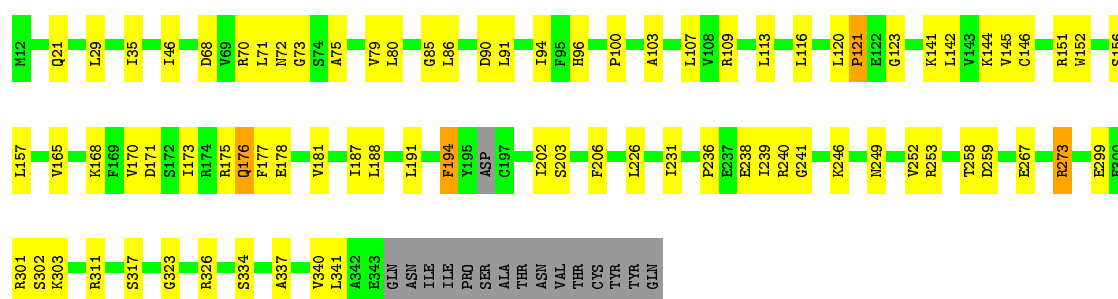 M12 Q21 L29 I35 I46 D68 V69 R70 L71 N72 G73 S74 A75 V79 L80 G85 L86 D90 L91 I94 F95 H96 P100 A103 L107 V108 R109 L113 L116 L120 P121 E122 G123 K141 L142 V143 K144 V145 C146 R151 W152 S156
L157 V165 K168 F169 V170 D171 S172 I173 R174 R175 Q176 F177 E178 V181 I187 L188 L191 F194 Y195 ASP C197 I202 S203 F206 L226 I231 P236 E237 E238 I239 R240 G241 K246 N249 V252 R253 T258 D259 E267 R273 E299
R301 S302 K303 R311 S317 G323 R326 S334 A337 V340 L341 A342 E343 GLN ASN ILE ILE PRO SER ALA THR ASN VAL THR CYS TYR TYR GLN